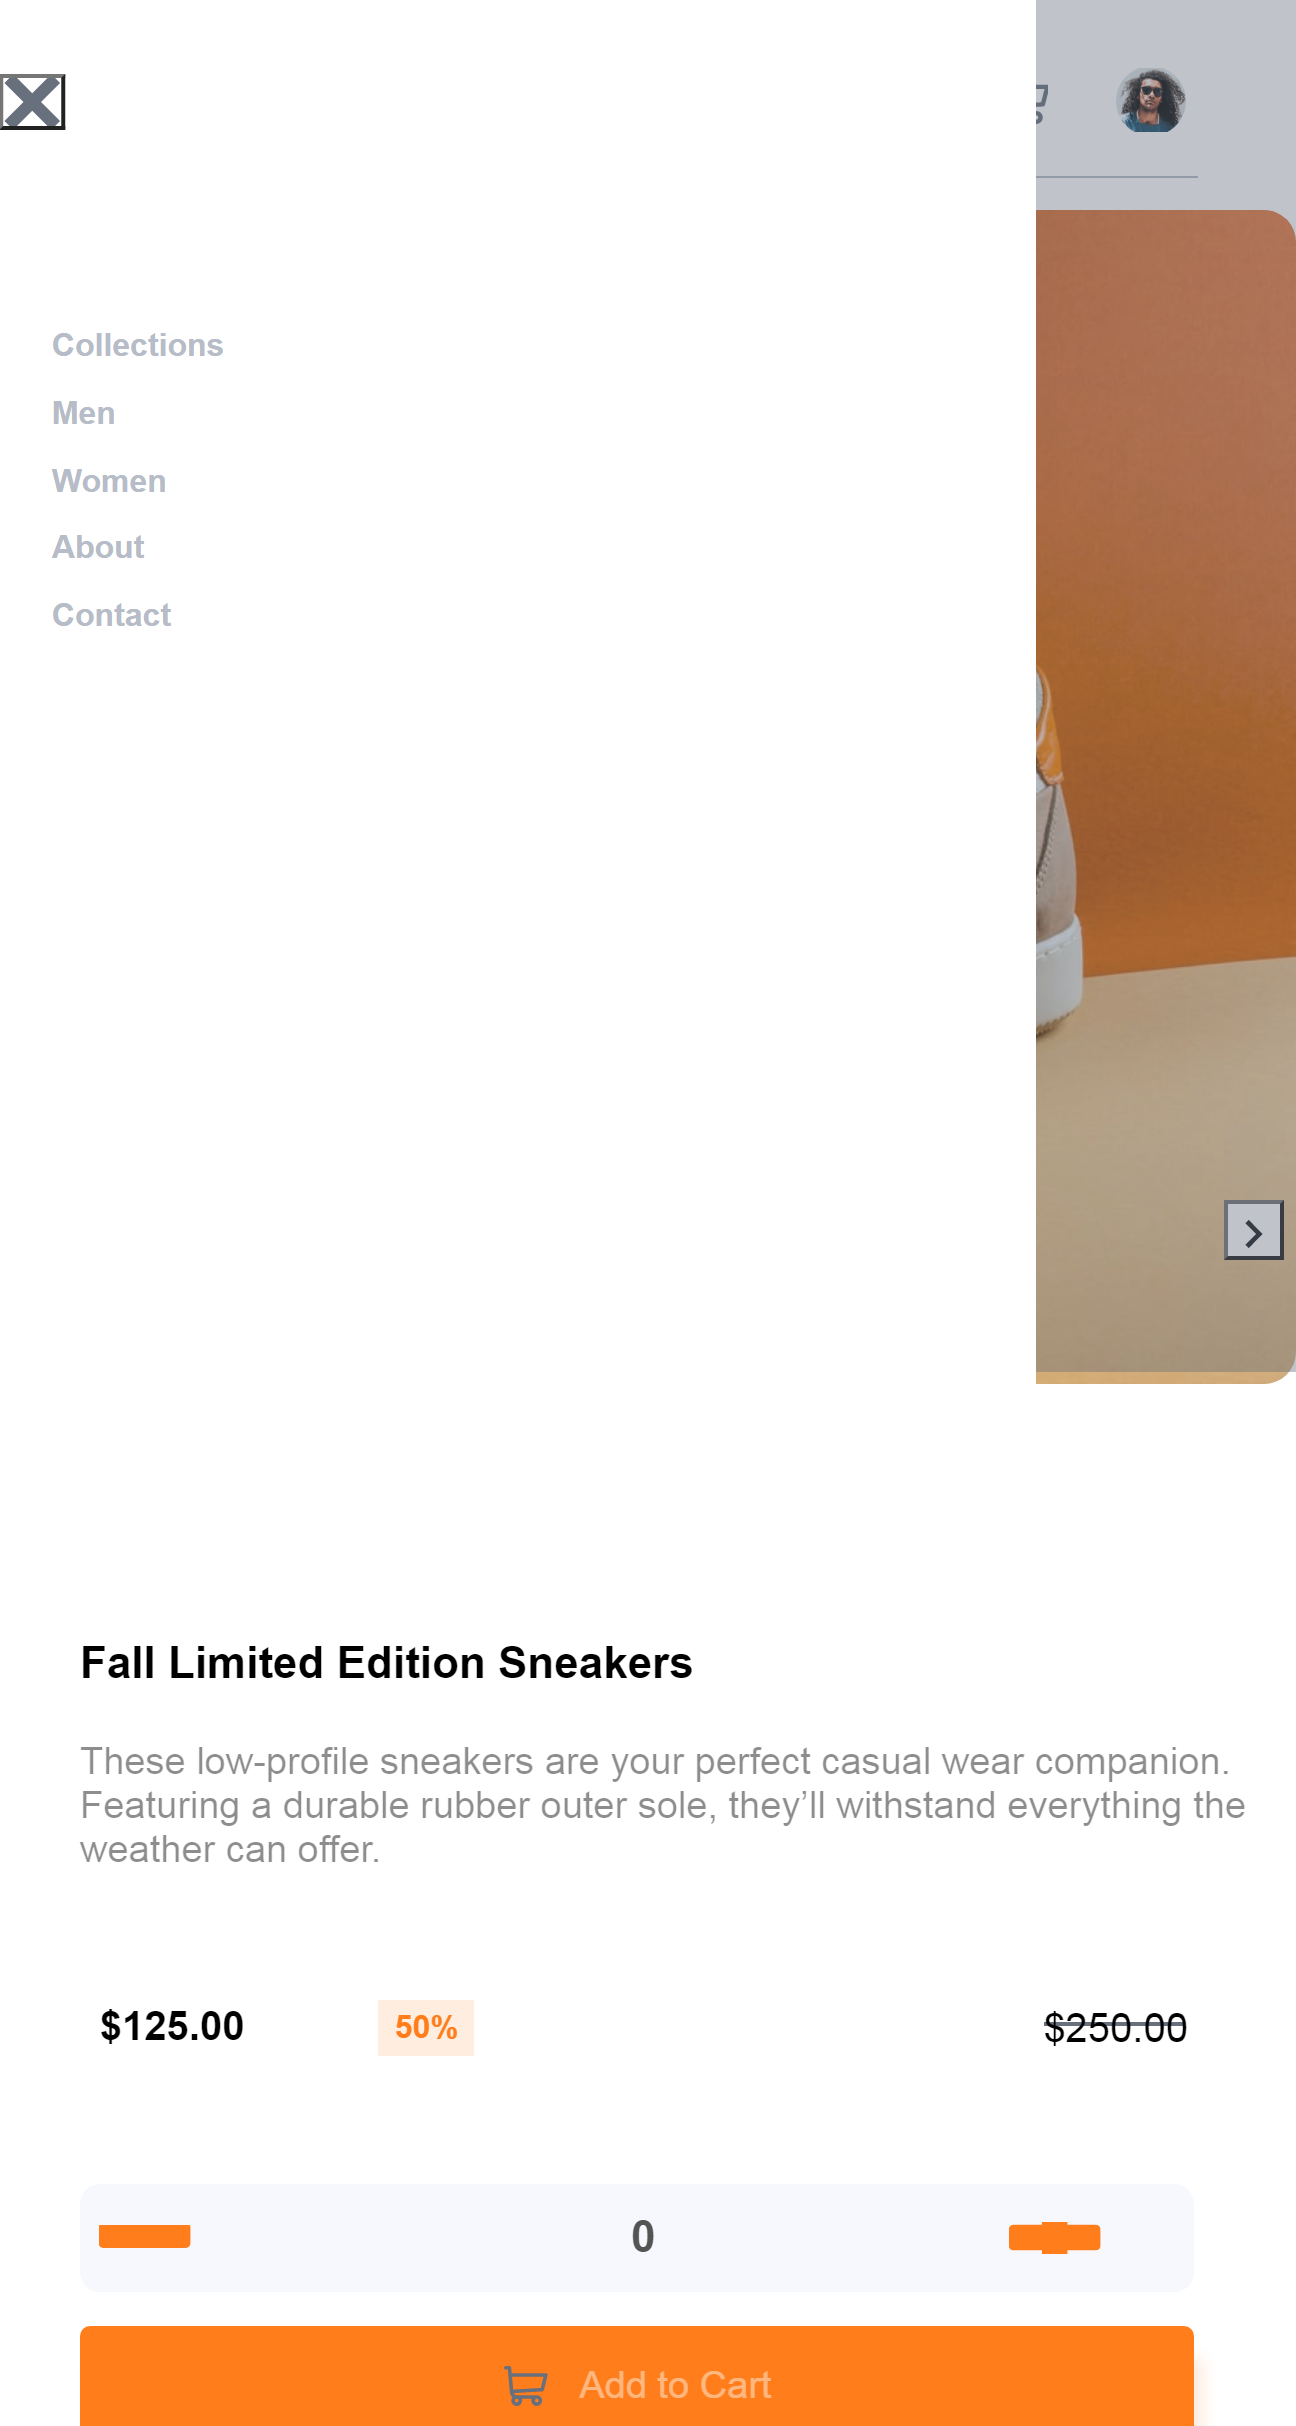 Collections
Men
Women
About
Contact
Fall Limited Edition Sneakers
These low-profile sneakers are your perfect casual wear companion.
Featuring a durable rubber outer sole, they’ll withstand everything the
weather can offer.
$125.00 50% $250.00
0
Add to Cart